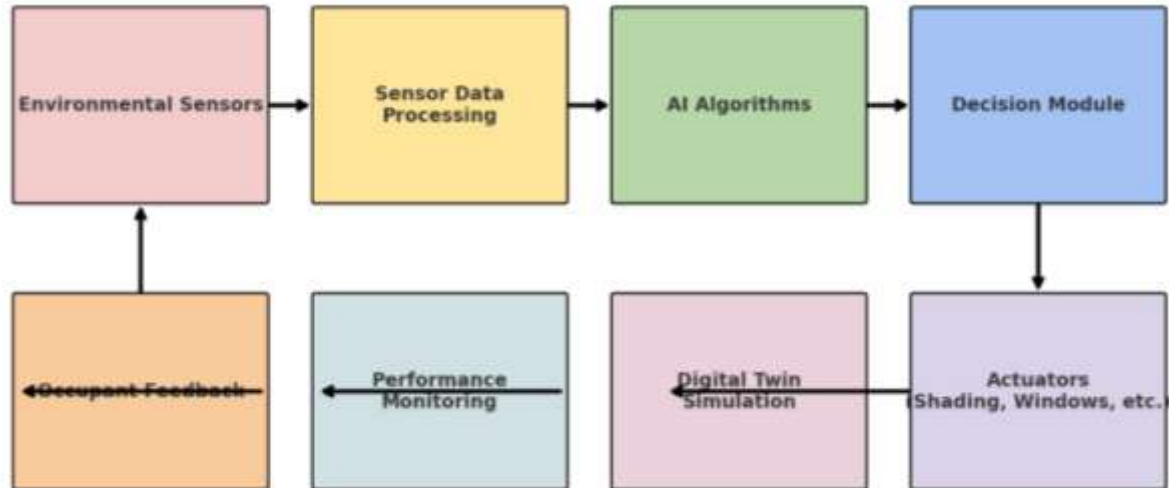 Environmental Sensors
Sensor Data
Processing
AI Algorithms
Decision Module
Occupant Feedback
Performance
Monitoring
Digital Twin
Simulation
Actuators
(Shading, Windows, etc.)